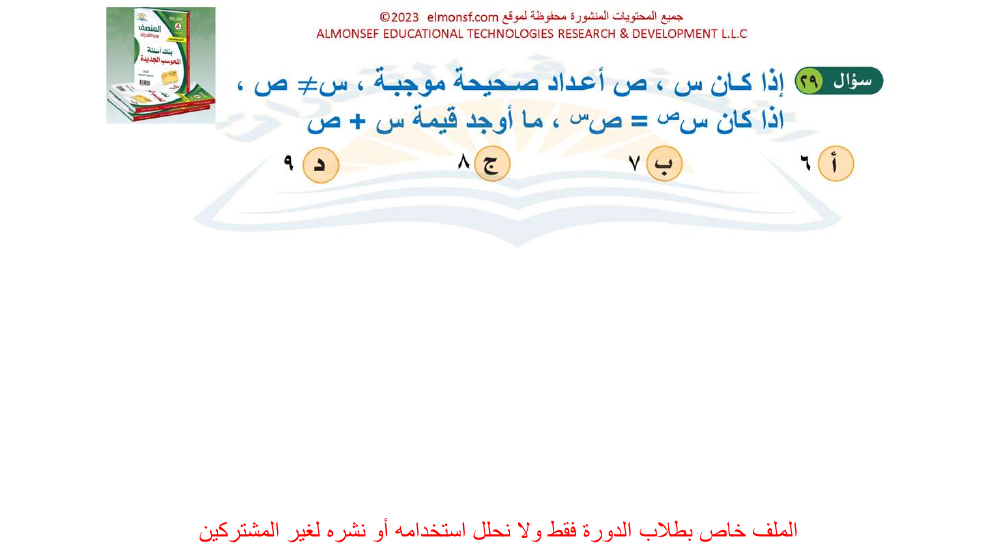 جميع المحتويات المنشورة محفوظة لموقع elmonsf.com ©2023
ALMONSEF EDUCATIONAL TECHNOLOGIES RESEARCH & DEVELOPMENT L.L.C
المنصف
بنك أسئلة
المحوسب الجديدة
سؤال ٢٩ إذا كان س ، ص أعداد صحيحة موجبة ، س≠ ص ،
اذا كان س^ص = ص^س ، ما أوجد قيمة س + ص
أ ٦ ب ٧ ج ٨ د ٩
الملف خاص بطلاب الدورة فقط ولا نحلل استخدامه أو نشره لغير المشتركين